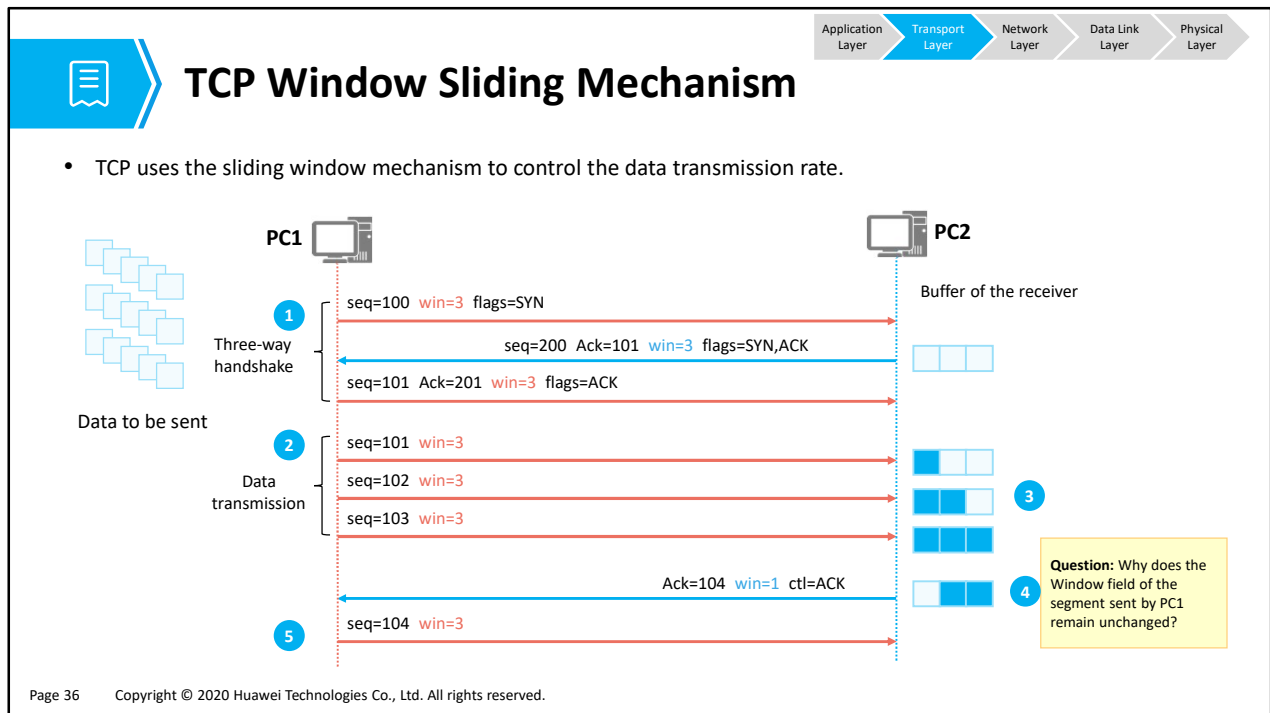 Application
Layer
Transport
Layer
Network
Layer
Data Link
Layer
Physical
Layer
TCP Window Sliding Mechanism
• TCP uses the sliding window mechanism to control the data transmission rate.
PC1
PC2
Buffer of the receiver
1
seq=100 win=3 flags=SYN
Three-way
handshake
seq=200 Ack=101 win=3 flags=SYN,ACK
seq=101 Ack=201 win=3 flags=ACK
Data to be sent
2
seq=101 win=3
Data
transmission
seq=102 win=3
3
seq=103 win=3
Ack=104 win=1 ctl=ACK
4
Question: Why does the
Window field of the
segment sent by PC1
remain unchanged?
5
seq=104 win=3
Page 36 Copyright © 2020 Huawei Technologies Co., Ltd. All rights reserved.